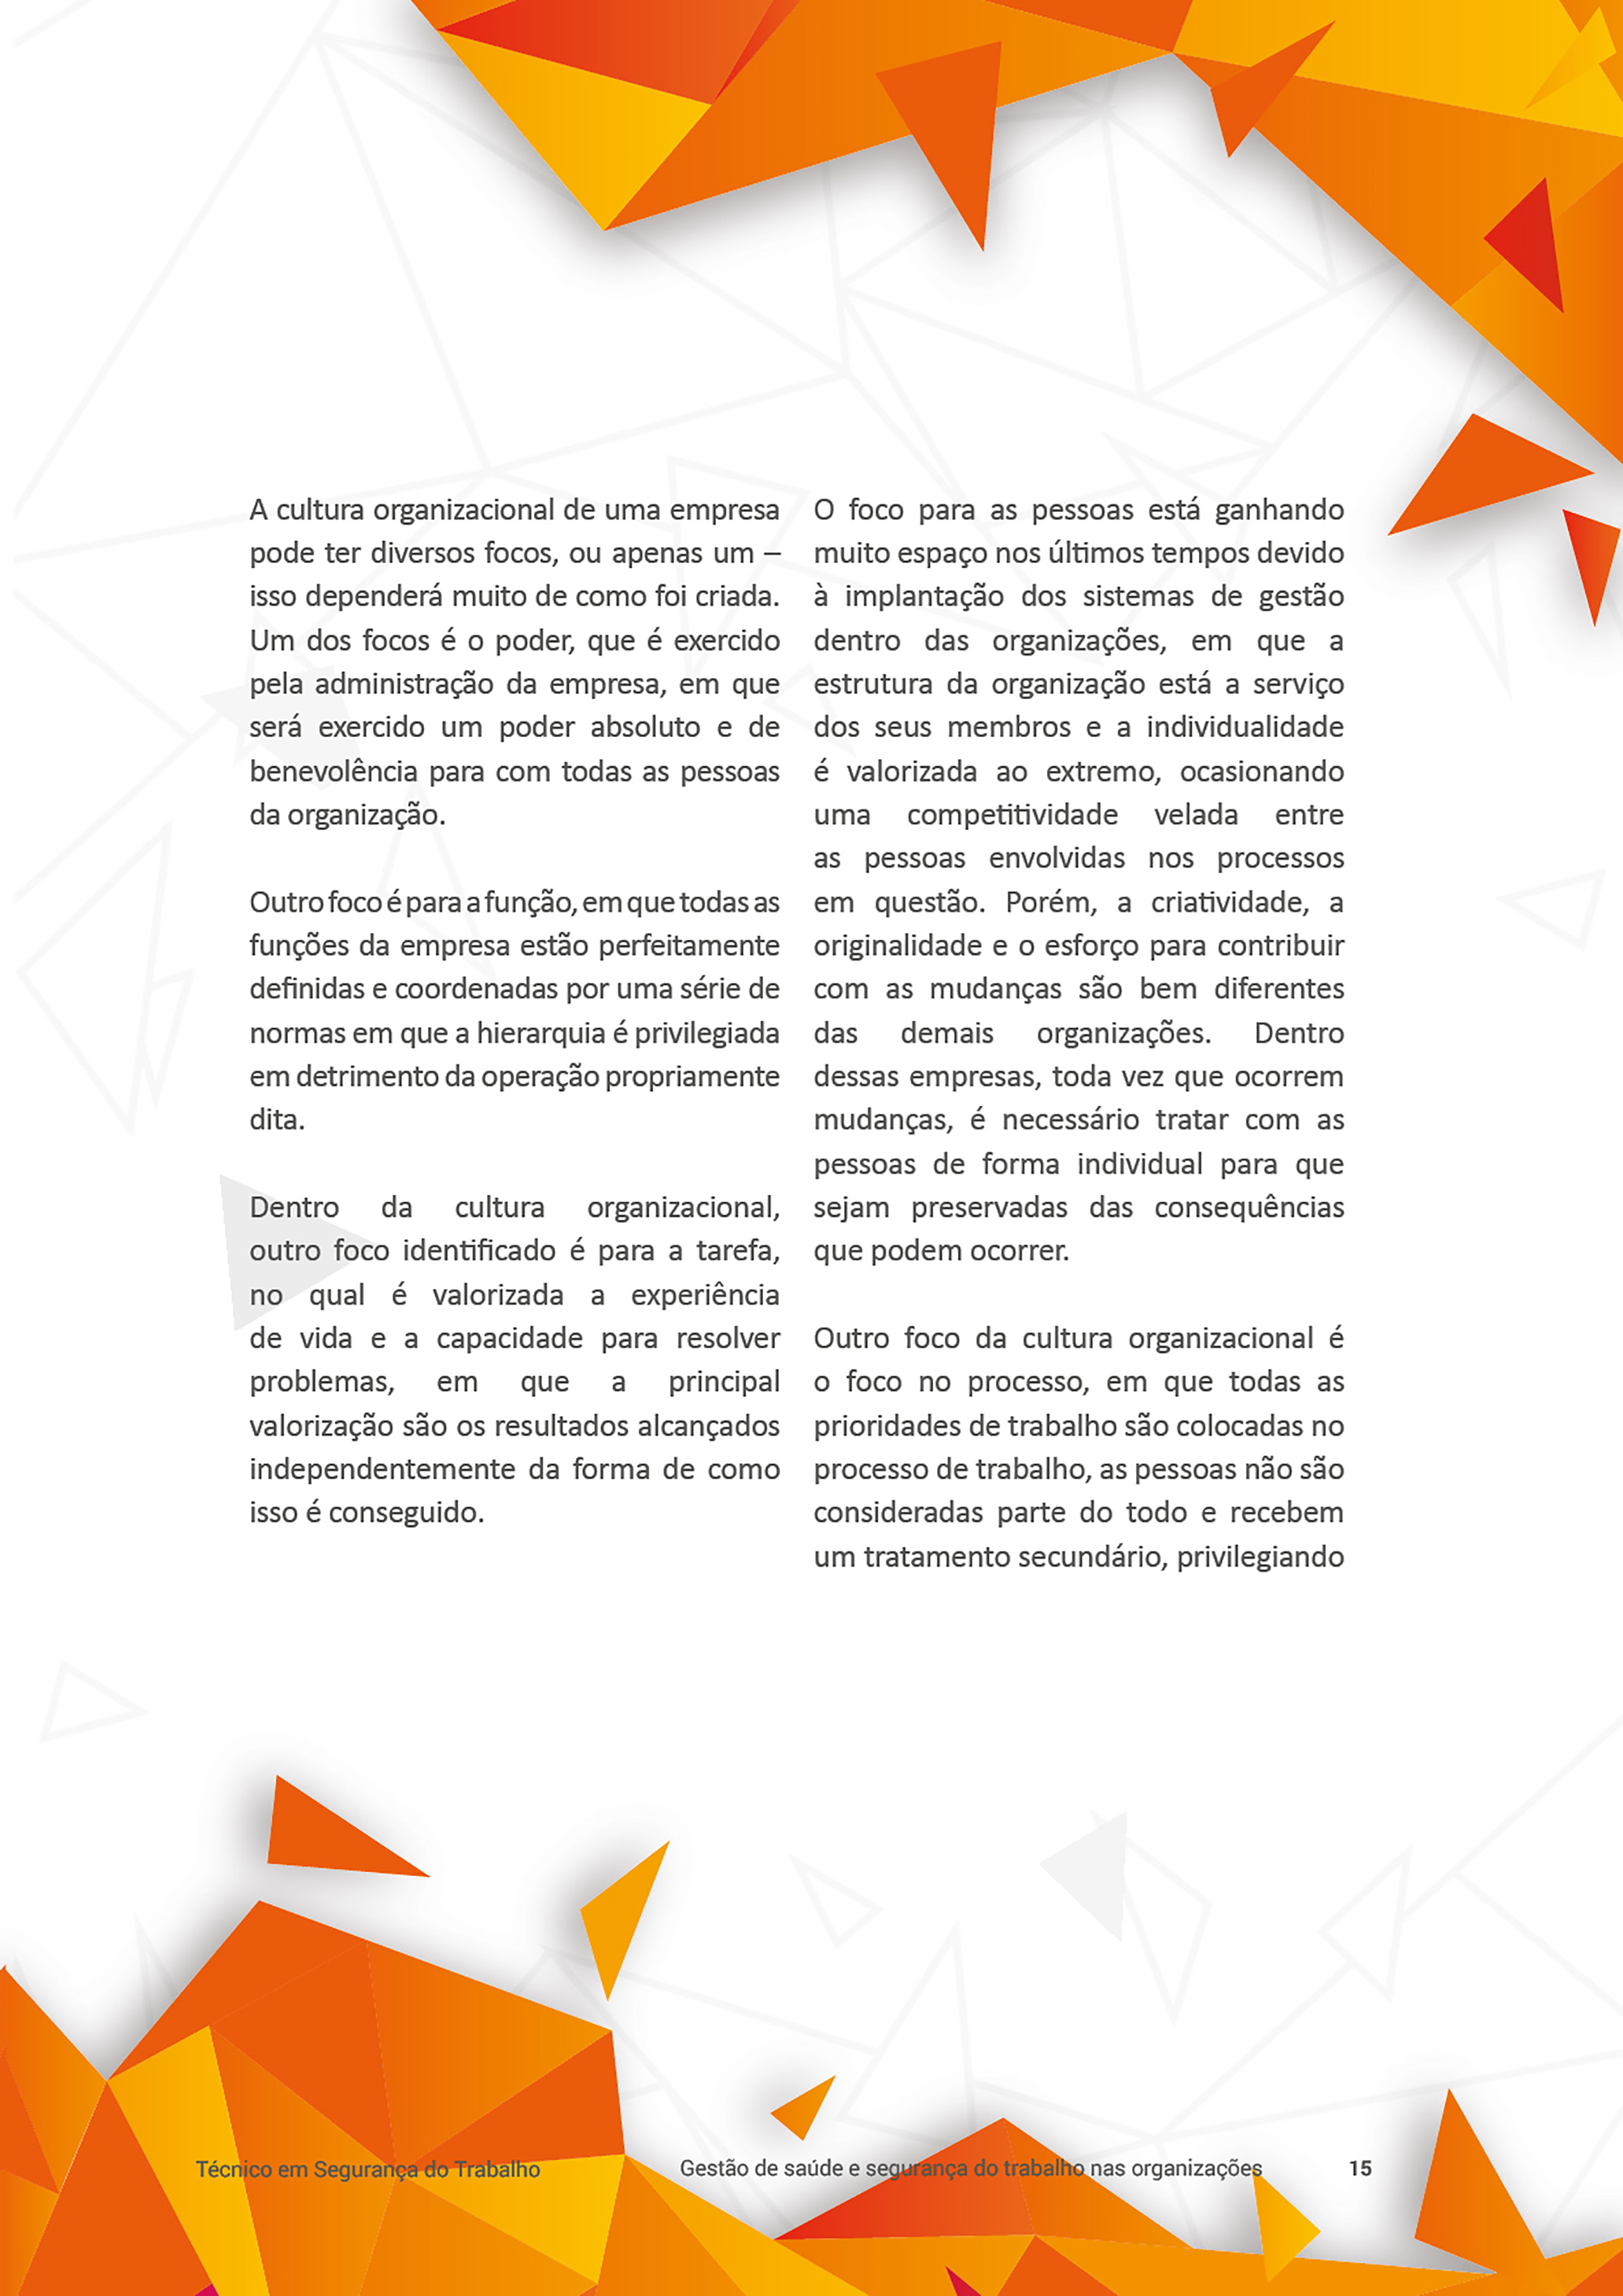 A cultura organizacional de uma empresa
pode ter diversos focos, ou apenas um –
isso dependerá muito de como foi criada.
Um dos focos é o poder, que é exercido
pela administração da empresa, em que
será exercido um poder absoluto e de
benevolência para com todas as pessoas
da organização.
Outro foco é para a função, em que todas as
funções da empresa estão perfeitamente
definidas e coordenadas por uma série de
normas em que a hierarquia é privilegiada
em detrimento da operação propriamente
dita.
Dentro da cultura organizacional,
outro foco identificado é para a tarefa,
no qual é valorizada a experiência
de vida e a capacidade para resolver
problemas, em que a principal
valorização são os resultados alcançados
independentemente da forma de como
isso é conseguido.
O foco para as pessoas está ganhando
muito espaço nos últimos tempos devido
à implantação dos sistemas de gestão
dentro das organizações, em que a
estrutura da organização está a serviço
dos seus membros e a individualidade
é valorizada ao extremo, ocasionando
uma competitividade velada entre
as pessoas envolvidas nos processos
em questão. Porém, a criatividade, a
originalidade e o esforço para contribuir
com as mudanças são bem diferentes
das demais organizações. Dentro
dessas empresas, toda vez que ocorrem
mudanças, é necessário tratar com as
pessoas de forma individual para que
sejam preservadas das consequências
que podem ocorrer.
Outro foco da cultura organizacional é
o foco no processo, em que todas as
prioridades de trabalho são colocadas no
processo de trabalho, as pessoas não são
consideradas parte do todo e recebem
um tratamento secundário, privilegiando
Técnico em Segurança do Trabalho
Gestão de saúde e segurança do trabalho nas organizações
15